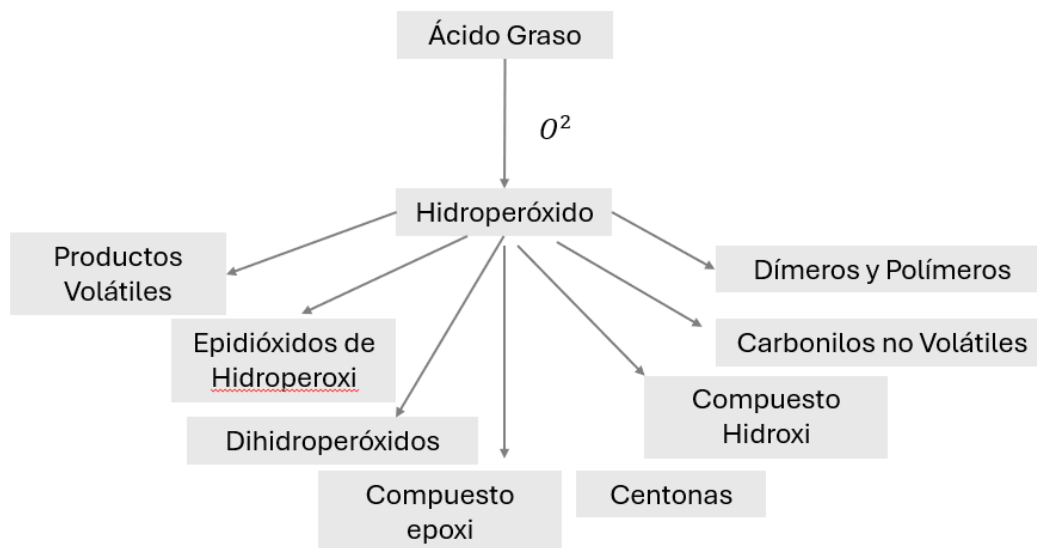 Ácido Graso
O²
Hidroperóxido
Productos
Volátiles
Dímeros y Polímeros
Epidióxidos de
Hidroperoxi
Carbonilos no Volátiles
Compuesto
Hidroxi
Dihidroperóxidos
Compuesto
epoxi
Centonas